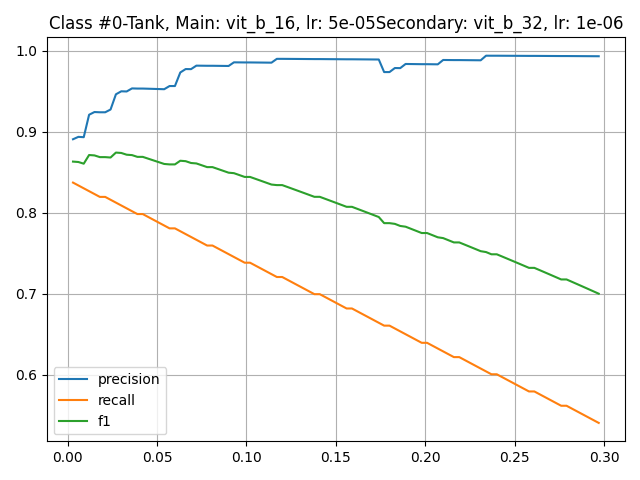 Class #0-Tank, Main: vit_b_16, lr: 5e-05Secondary: vit_b_32, lr: 1e-06
1.0
0.9
0.8
0.7
0.6
precision
recall
f1
0.00 0.05 0.10 0.15 0.20 0.25 0.30